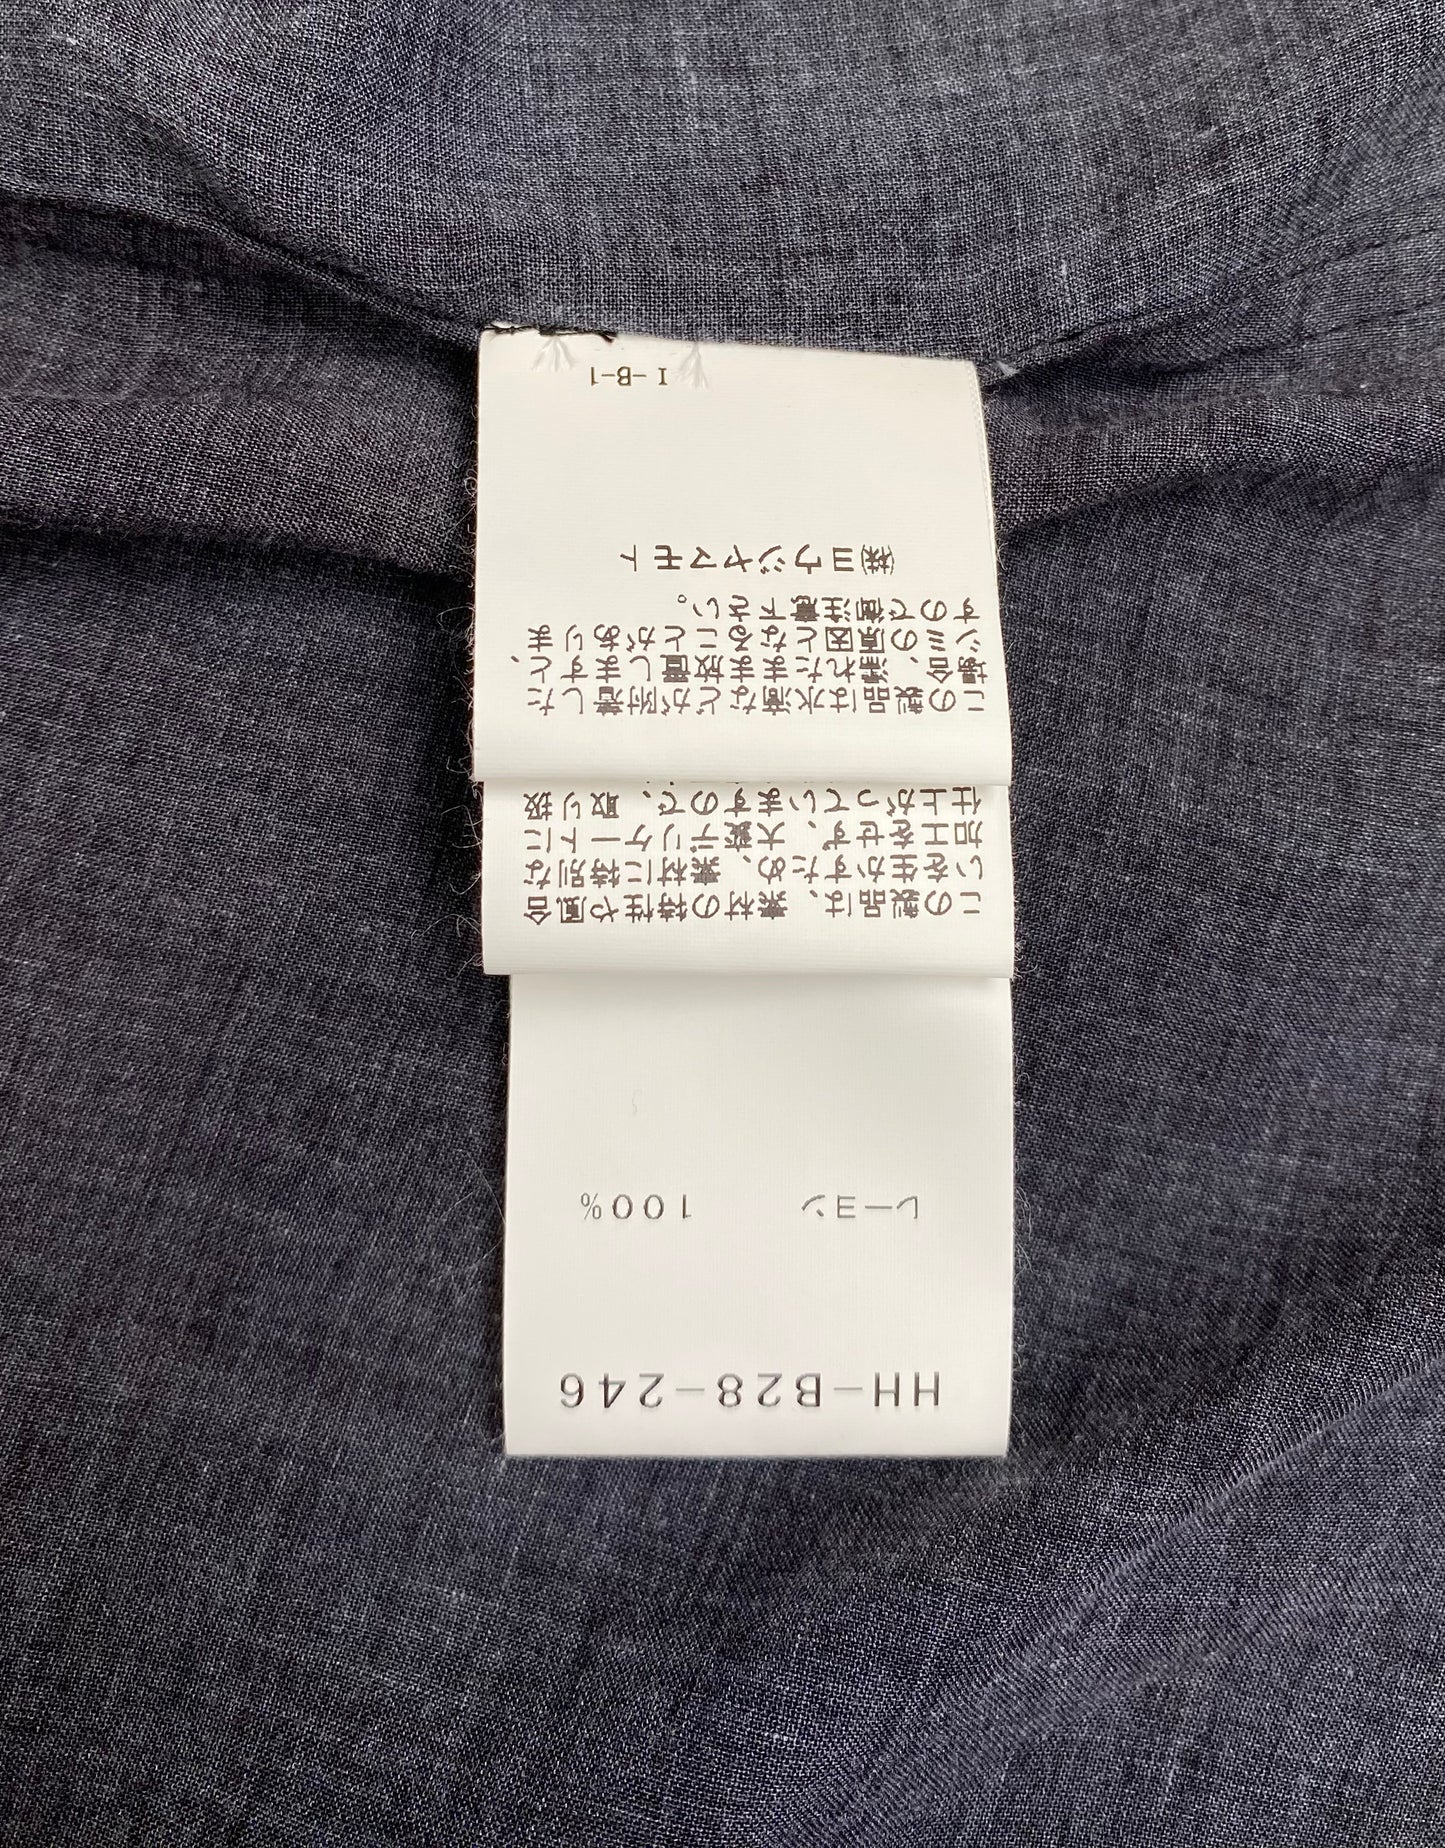 HH-B28-246
レーヨン 100%
この製品は、素材の特性や風合
いを生かすため、素材に特別な
加工をせず、大変デリケートに
仕上がっていますので、取り扱
この製品は水滴などが附着した
場合、濡れたまま放置しますと、
シミの原因となることがありま
すので御注意下さい。
㈱ヨウジヤマモト
I-B-1